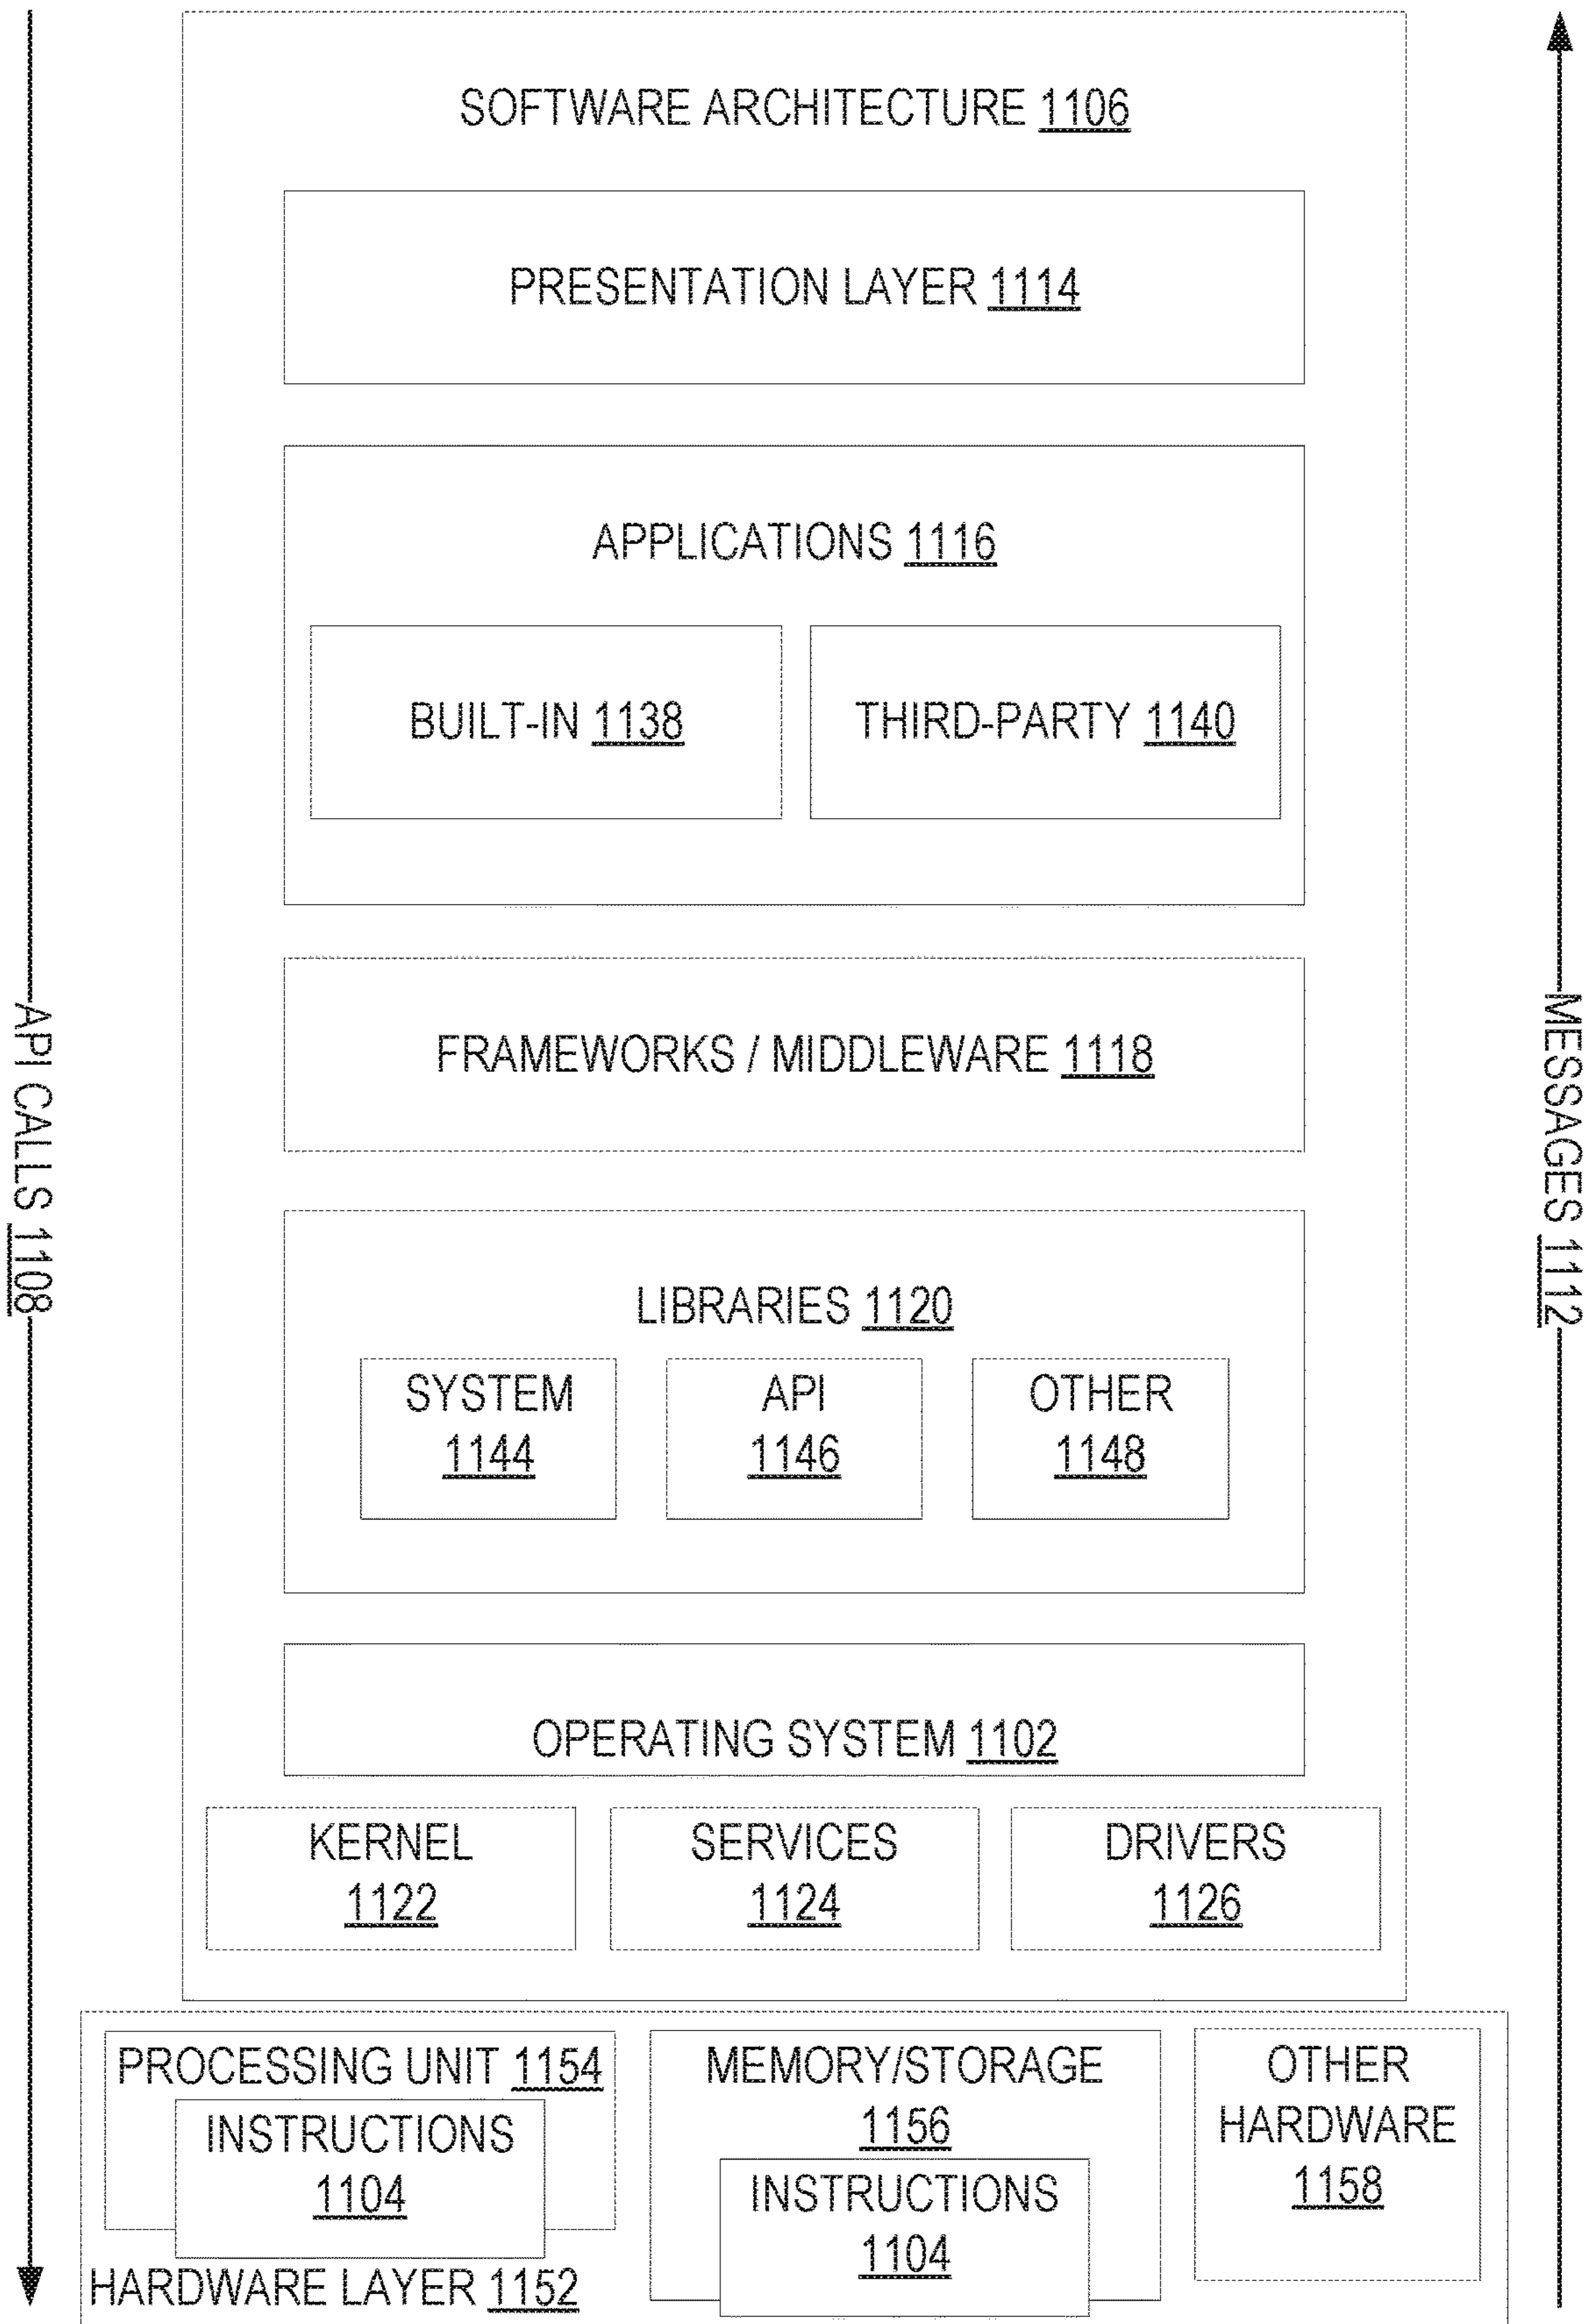 SOFTWARE ARCHITECTURE 1106
PRESENTATION LAYER 1114
APPLICATIONS 1116
BUILT-IN 1138
THIRD-PARTY 1140
FRAMEWORKS / MIDDLEWARE 1118
API CALLS 1108
MESSAGES 1112
LIBRARIES 1120
SYSTEM
1144
API
1146
OTHER
1148
OPERATING SYSTEM 1102
KERNEL
1122
SERVICES
1124
DRIVERS
1126
PROCESSING UNIT 1154
INSTRUCTIONS
1104
MEMORY/STORAGE
1156
INSTRUCTIONS
1104
OTHER
HARDWARE
1158
HARDWARE LAYER 1152